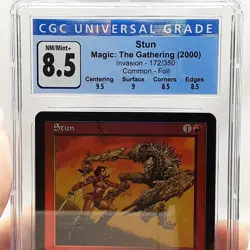 CGC UNIVERSAL GRADE
NM/Mint+
8.5
Stun
Magic: The Gathering (2000)
Invasion - 172/350
Common - Foil
Centering Surface Corners Edges
9.5 9 8.5 8.5
Stun 1